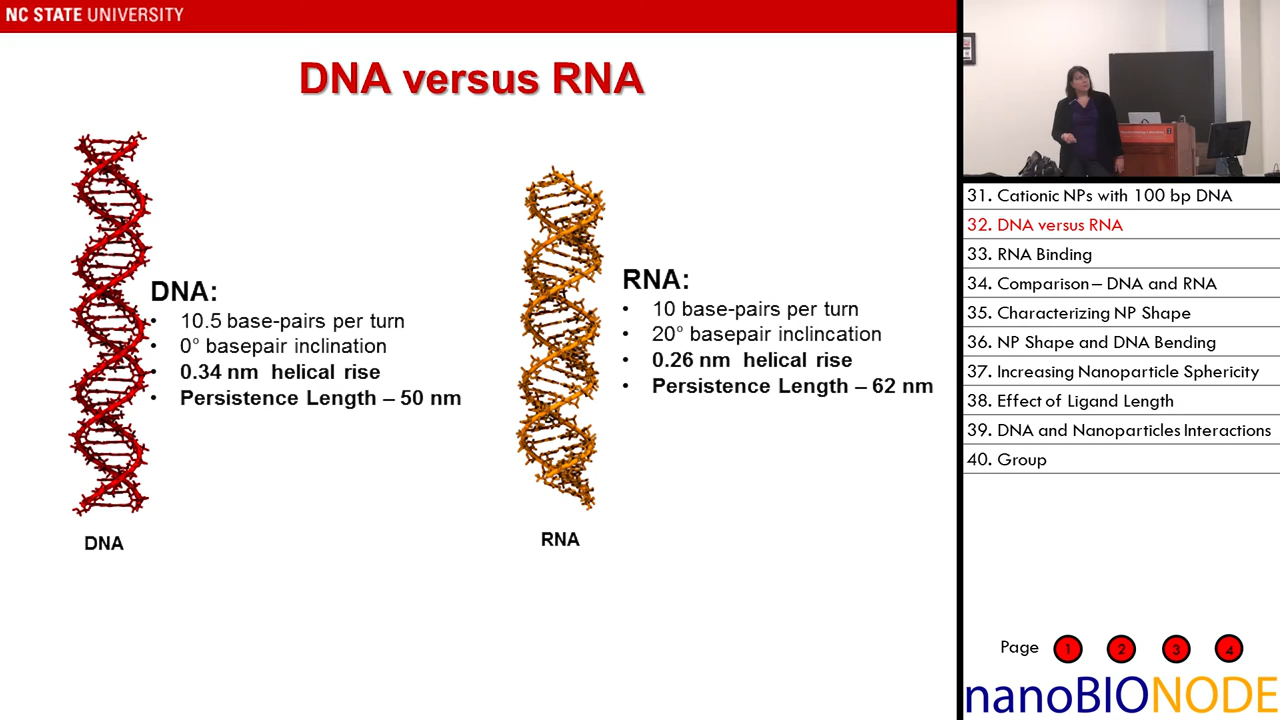 NC STATE UNIVERSITY
DNA versus RNA
DNA:
• 10.5 base-pairs per turn
• 0° basepair inclination
• 0.34 nm helical rise
• Persistence Length – 50 nm
DNA
RNA:
• 10 base-pairs per turn
• 20° basepair inclincation
• 0.26 nm helical rise
• Persistence Length – 62 nm
RNA
31. Cationic NPs with 100 bp DNA
32. DNA versus RNA
33. RNA Binding
34. Comparison – DNA and RNA
35. Characterizing NP Shape
36. NP Shape and DNA Bending
37. Increasing Nanoparticle Sphericity
38. Effect of Ligand Length
39. DNA and Nanoparticles Interactions
40. Group
Page 1 2 3 4
nanoBIONODE